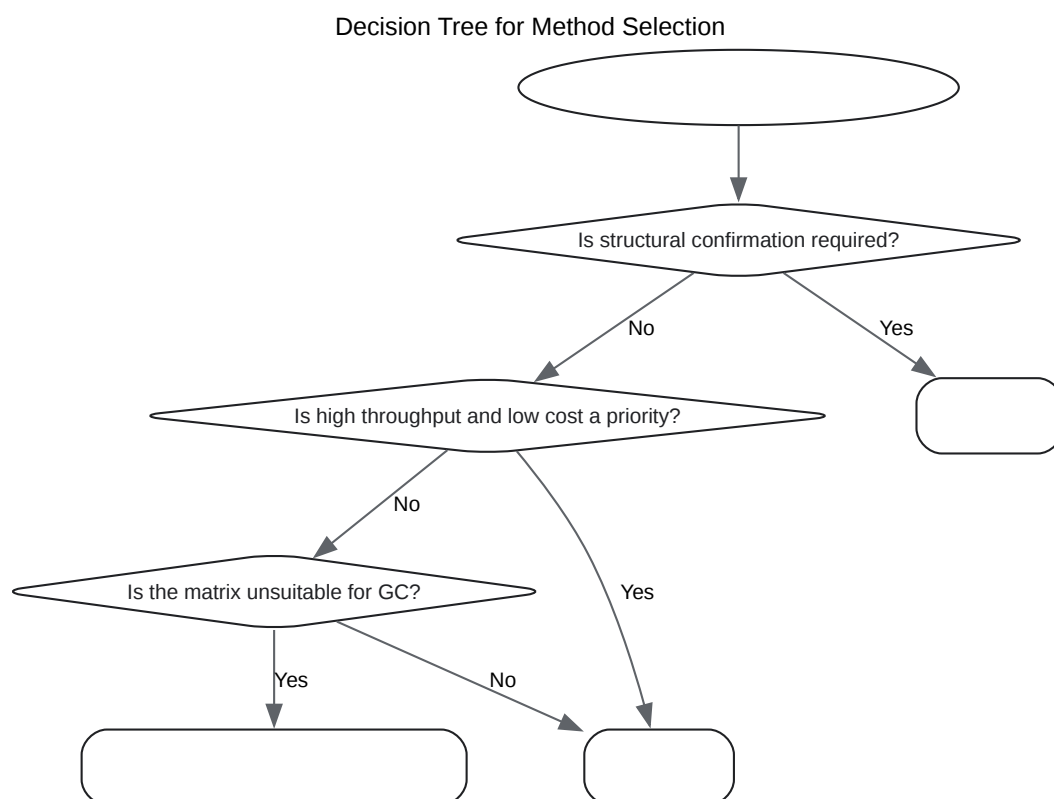 Decision Tree for Method Selection
Is structural confirmation required?
No
Yes
Is high throughput and low cost a priority?
No
Yes
Is the matrix unsuitable for GC?
Yes
No